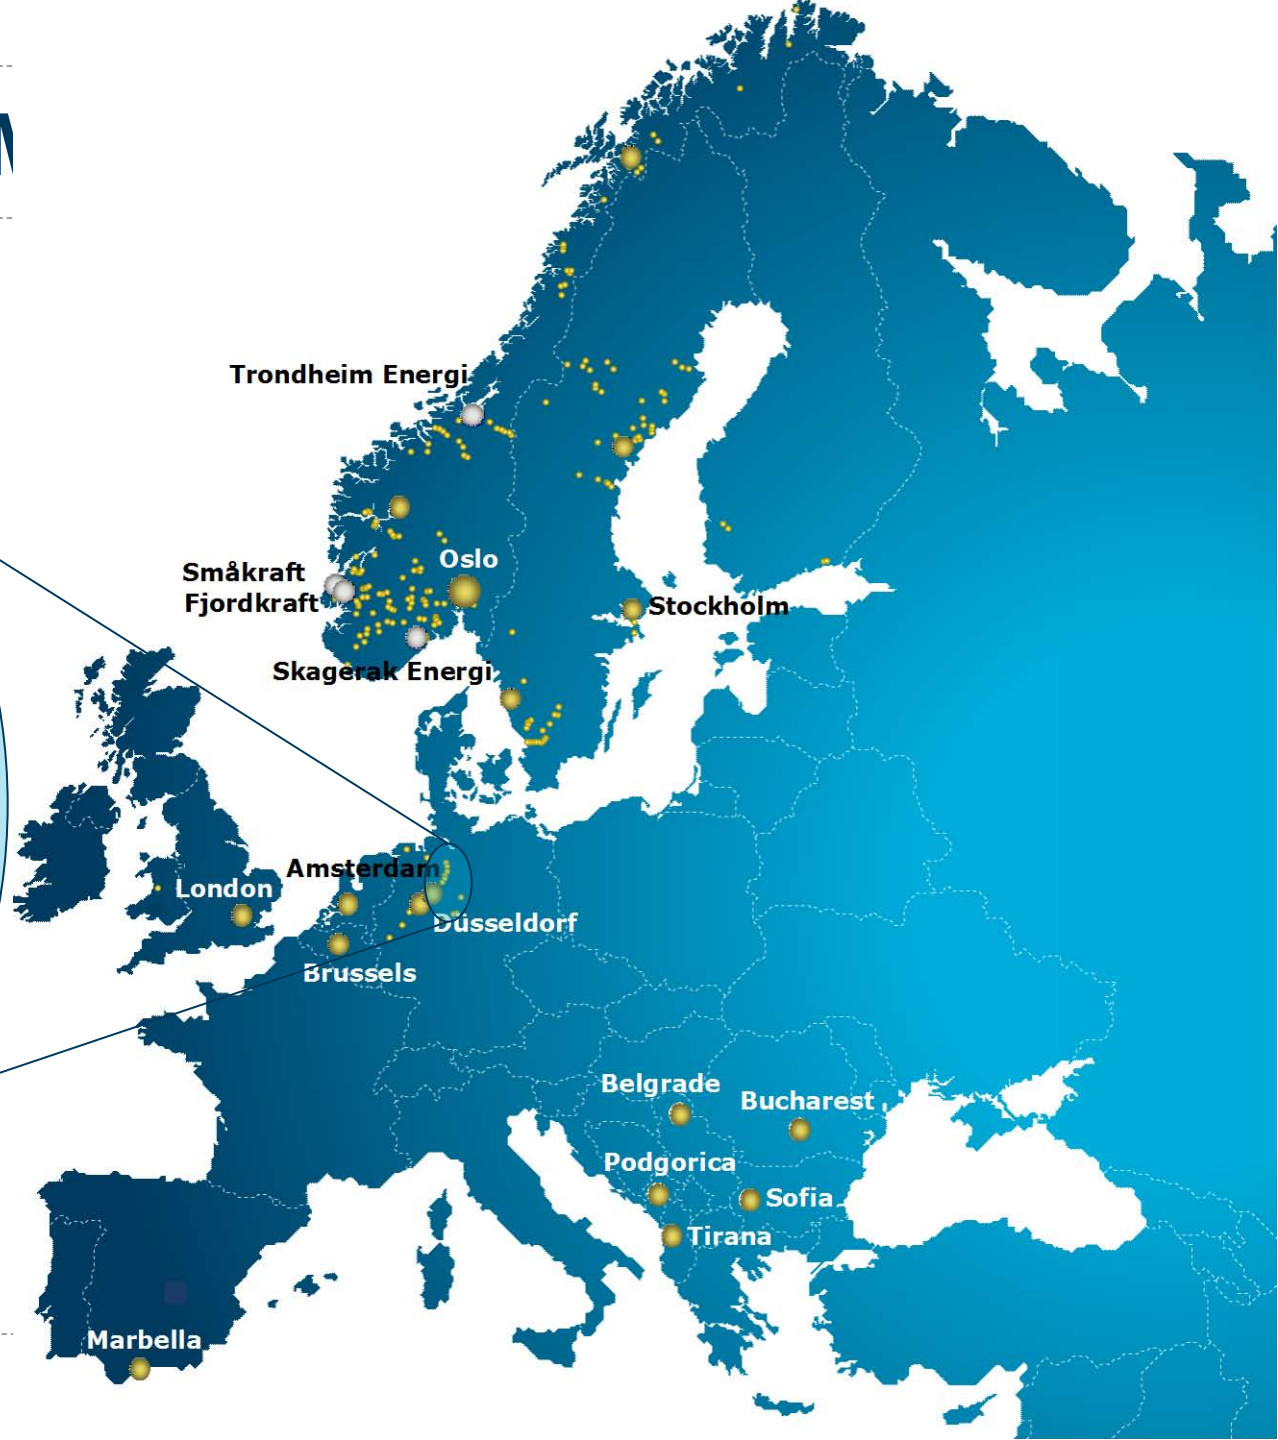 Trondheim Energi
Småkraft
Fjordkraft
Oslo
Stockholm
Skagerak Energi
Amsterdam
London
Düsseldorf
Brussels
Belgrade
Bucharest
Podgorica
Sofia
Tirana
Marbella